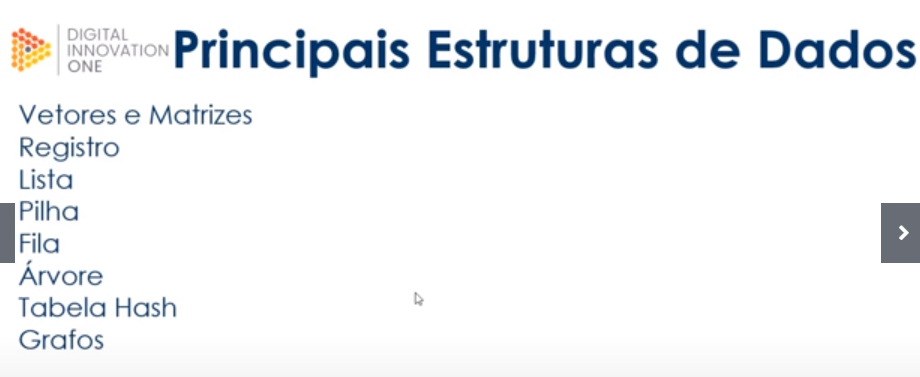 DIGITAL
INNOVATION
ONE
Principais Estruturas de Dados
Vetores e Matrizes
Registro
Lista
Pilha
Fila
Árvore
Tabela Hash
Grafos